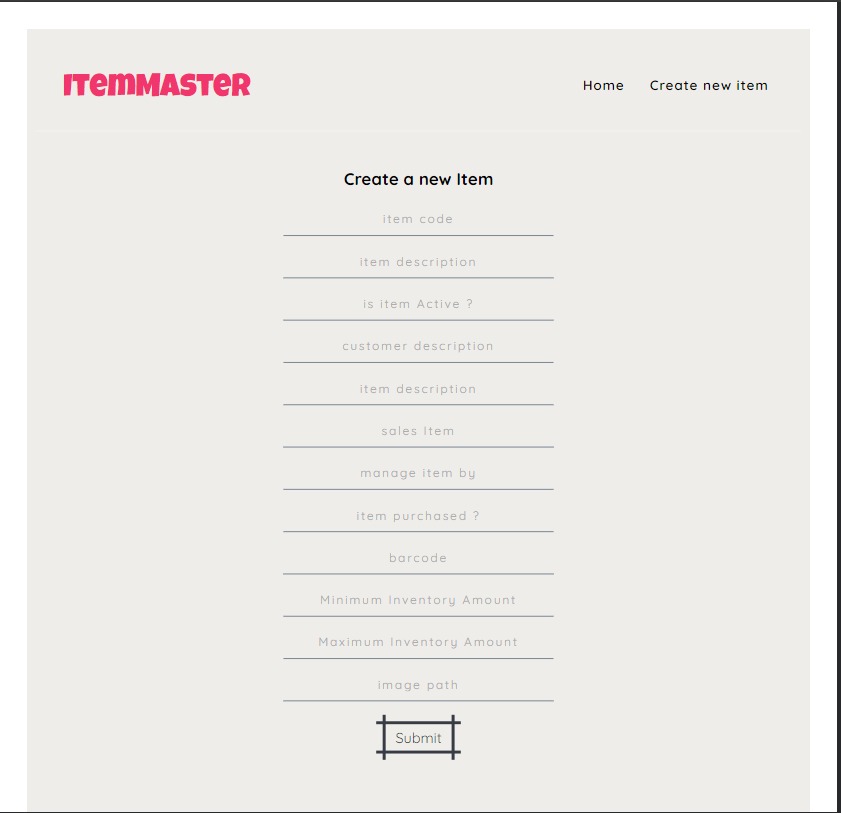 ITemMASTeR
Home Create new item
Create a new Item
item code
item description
is item Active ?
customer description
item description
sales Item
manage item by
item purchased ?
barcode
Minimum Inventory Amount
Maximum Inventory Amount
image path
Submit